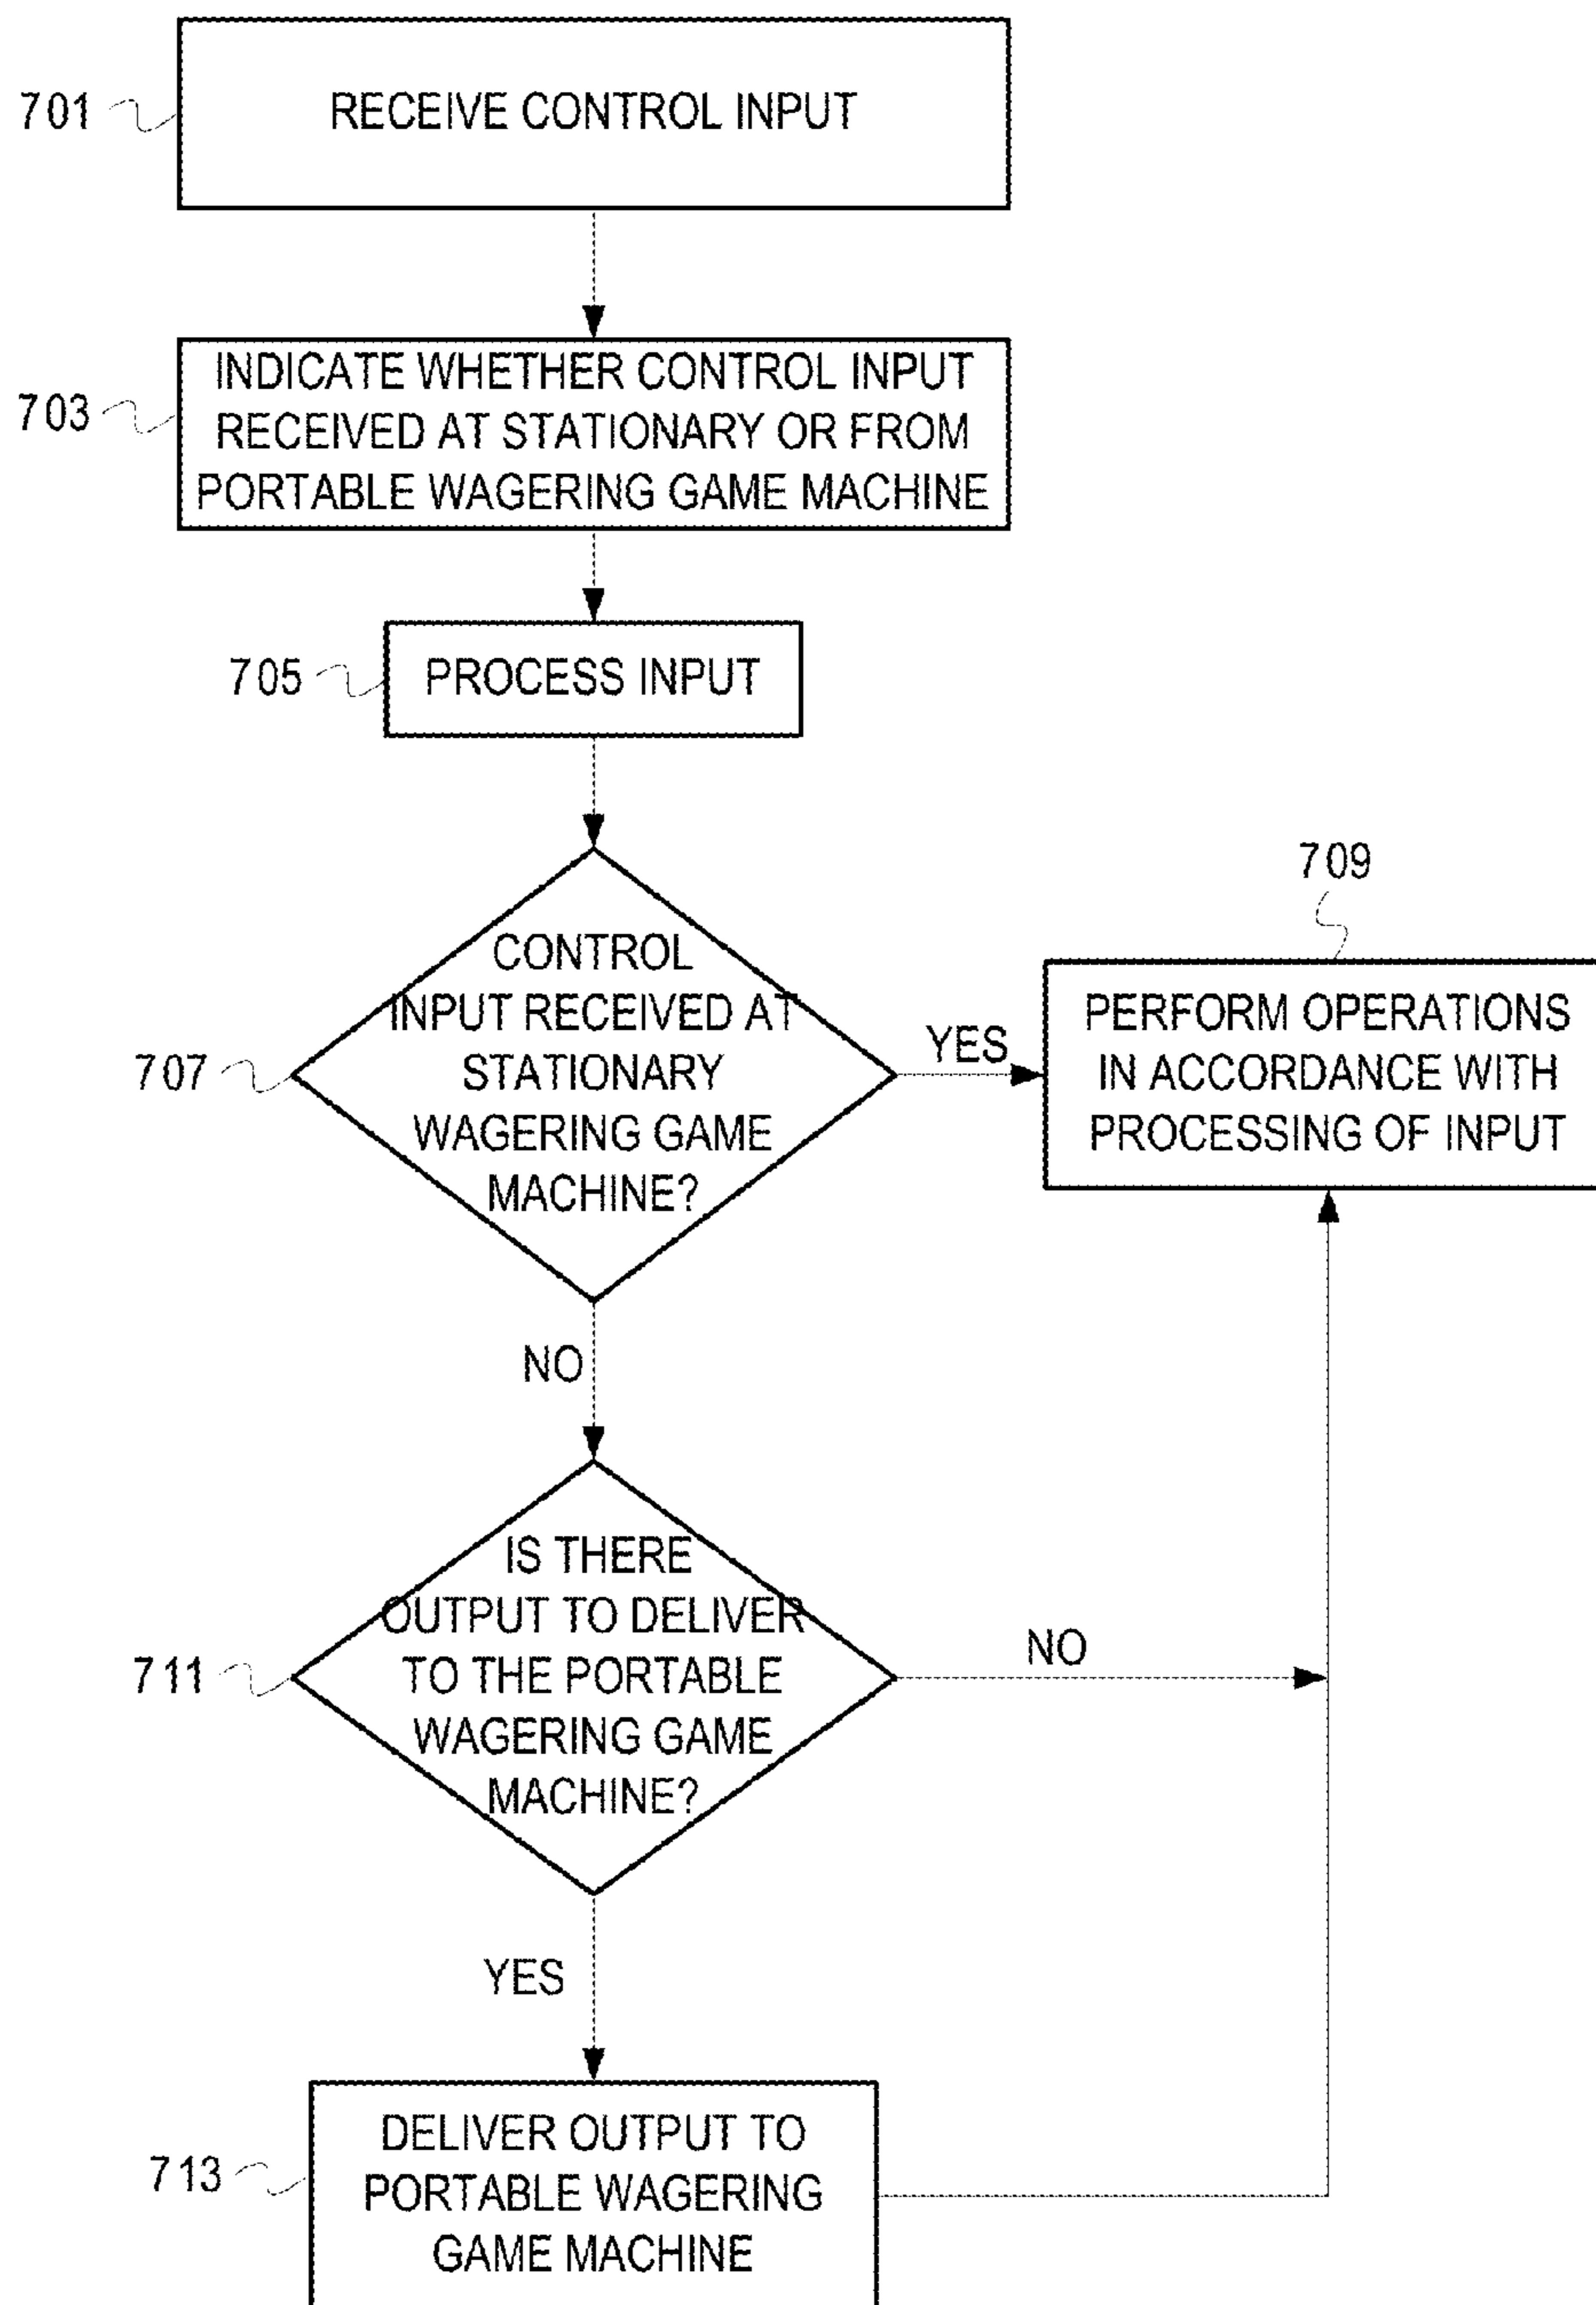 701
RECEIVE CONTROL INPUT
703
INDICATE WHETHER CONTROL INPUT
RECEIVED AT STATIONARY OR FROM
PORTABLE WAGERING GAME MACHINE
705
PROCESS INPUT
707
CONTROL
INPUT RECEIVED AT
STATIONARY
WAGERING GAME
MACHINE?
YES
709
PERFORM OPERATIONS
IN ACCORDANCE WITH
PROCESSING OF INPUT
NO
711
IS THERE
OUTPUT TO DELIVER
TO THE PORTABLE
WAGERING GAME
MACHINE?
NO
YES
713
DELIVER OUTPUT TO
PORTABLE WAGERING
GAME MACHINE